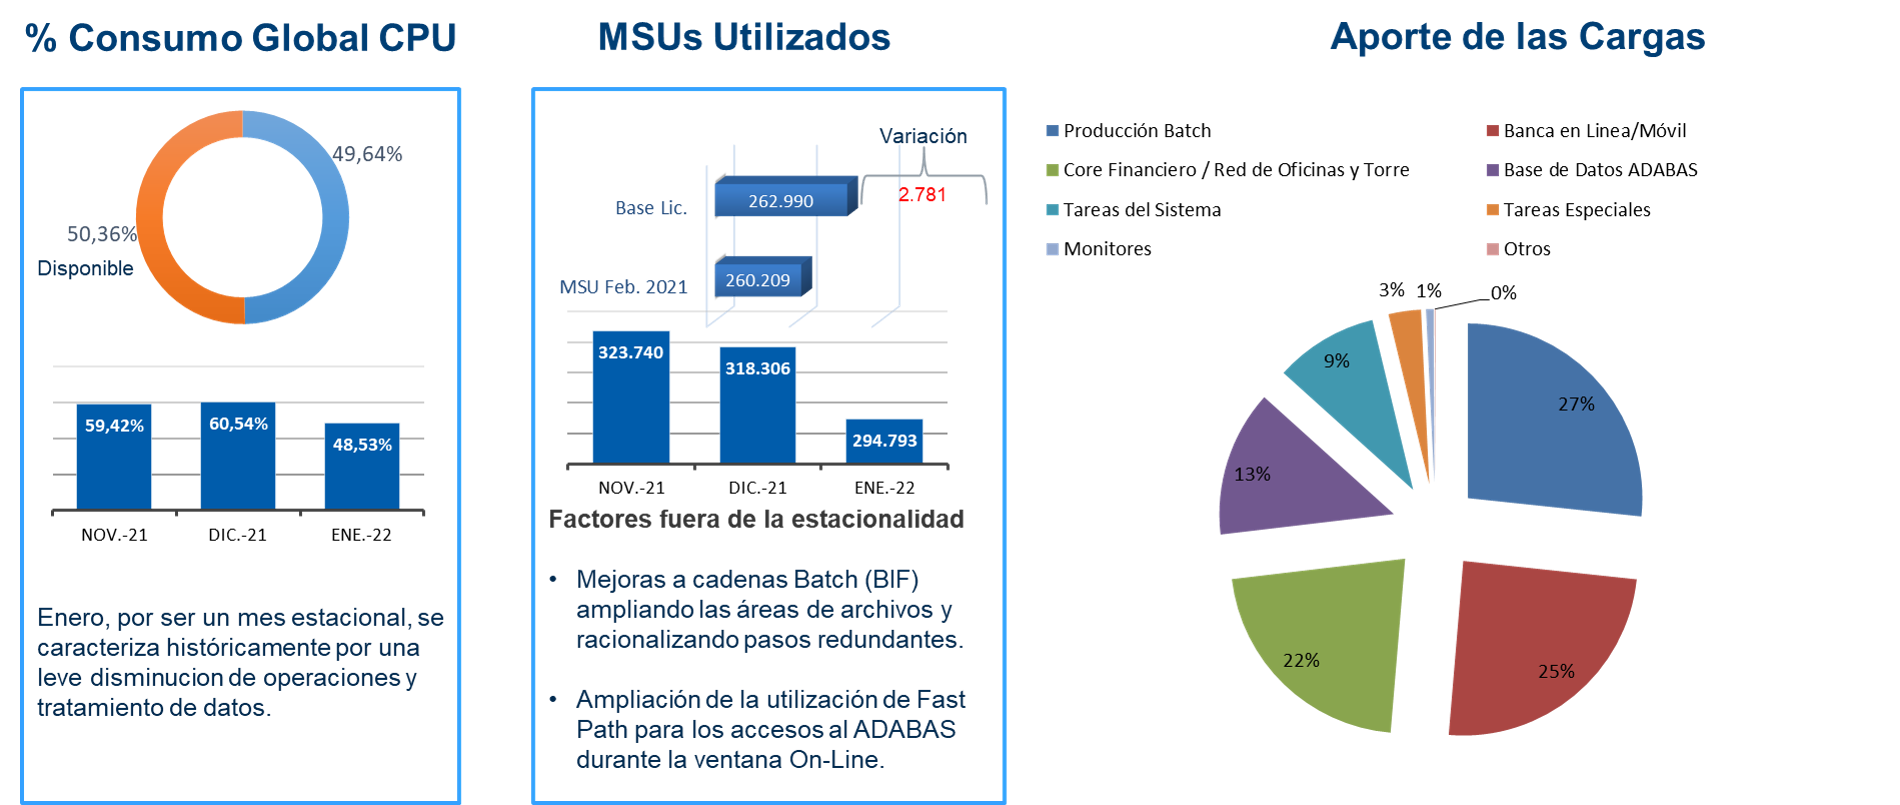 % Consumo Global CPU
49,64%
50,36%
Disponible
59,42%
60,54%
48,53%
NOV.-21
DIC.-21
ENE.-22
Enero, por ser un mes estacional, se
caracteriza históricamente por una
leve disminucion de operaciones y
tratamiento de datos.
MSUs Utilizados
Variación
2.781
Base Lic.
262.990
MSU Feb. 2021
260.209
323.740
318.306
294.793
NOV.-21
DIC.-21
ENE.-22
Factores fuera de la estacionalidad
• Mejoras a cadenas Batch (BIF)
ampliando las áreas de archivos y
racionalizando pasos redundantes.
• Ampliación de la utilización de Fast
Path para los accesos al ADABAS
durante la ventana On-Line.
Aporte de las Cargas
Producción Batch
Banca en Linea/Móvil
Core Financiero / Red de Oficinas y Torre
Base de Datos ADABAS
Tareas del Sistema
Tareas Especiales
Monitores
Otros
3%
1%
0%
9%
27%
13%
22%
25%